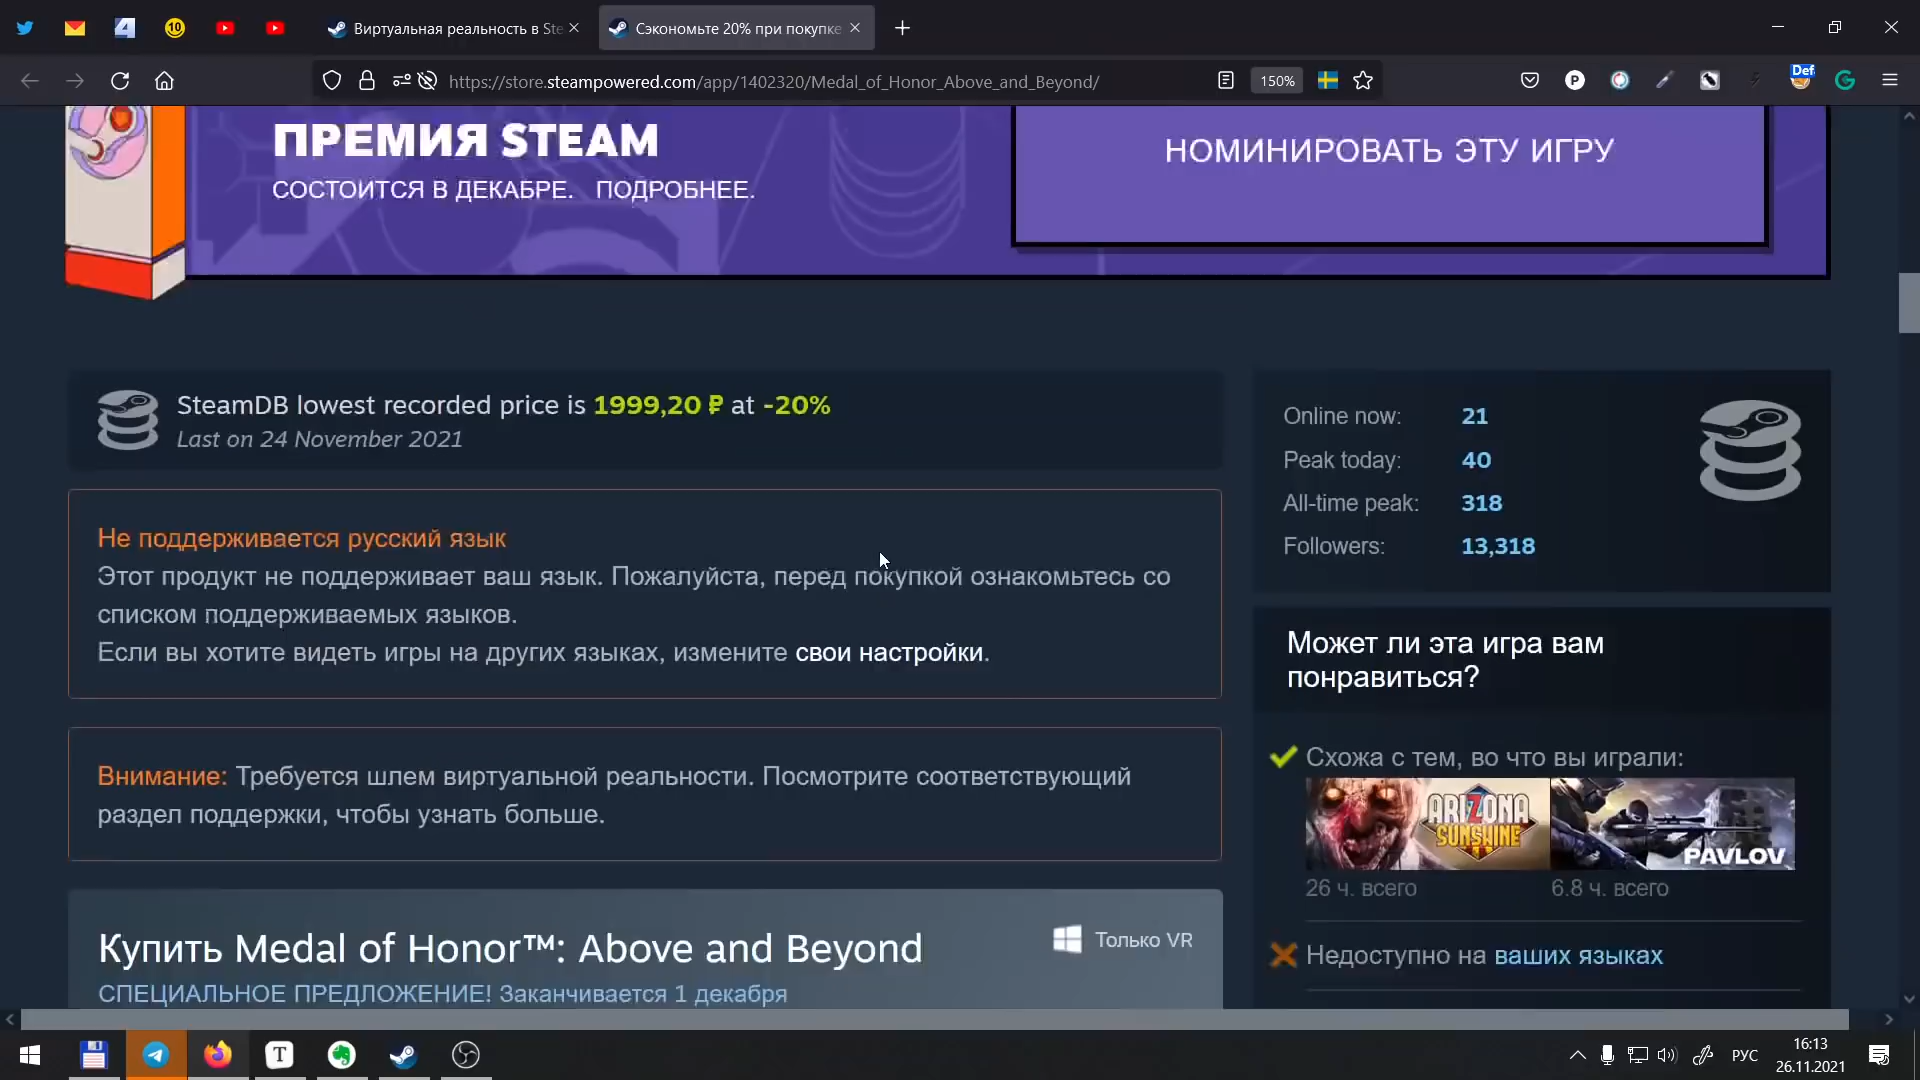 10
Виртуальная реальность в Ste
Сэкономьте 20% при покупке
https://store.steampowered.com/app/1402320/Medal_of_Honor_Above_and_Beyond/
150%
Def
ПРЕМИЯ STEAM
СОСТОИТСЯ В ДЕКАБРЕ. ПОДРОБНЕЕ.
НОМИНИРОВАТЬ ЭТУ ИГРУ
SteamDB lowest recorded price is 1999,20 ₽ at -20%
Last on 24 November 2021
Online now: 21
Peak today: 40
All-time peak: 318
Followers: 13,318
Не поддерживается русский язык
Этот продукт не поддерживает ваш язык. Пожалуйста, перед покупкой ознакомьтесь со
списком поддерживаемых языков.
Если вы хотите видеть игры на других языках, измените свои настройки.
Внимание: Требуется шлем виртуальной реальности. Посмотрите соответствующий
раздел поддержки, чтобы узнать больше.
Купить Medal of Honor™: Above and Beyond
Только VR
СПЕЦИАЛЬНОЕ ПРЕДЛОЖЕНИЕ! Заканчивается 1 декабря
Может ли эта игра вам
понравиться?
Схожа с тем, во что вы играли:
ARIZONA
SUNSHINE
PAVLOV
26 ч. всего
6.8 ч. всего
Недоступно на ваших языках
T
РУС
16:13
26.11.2021